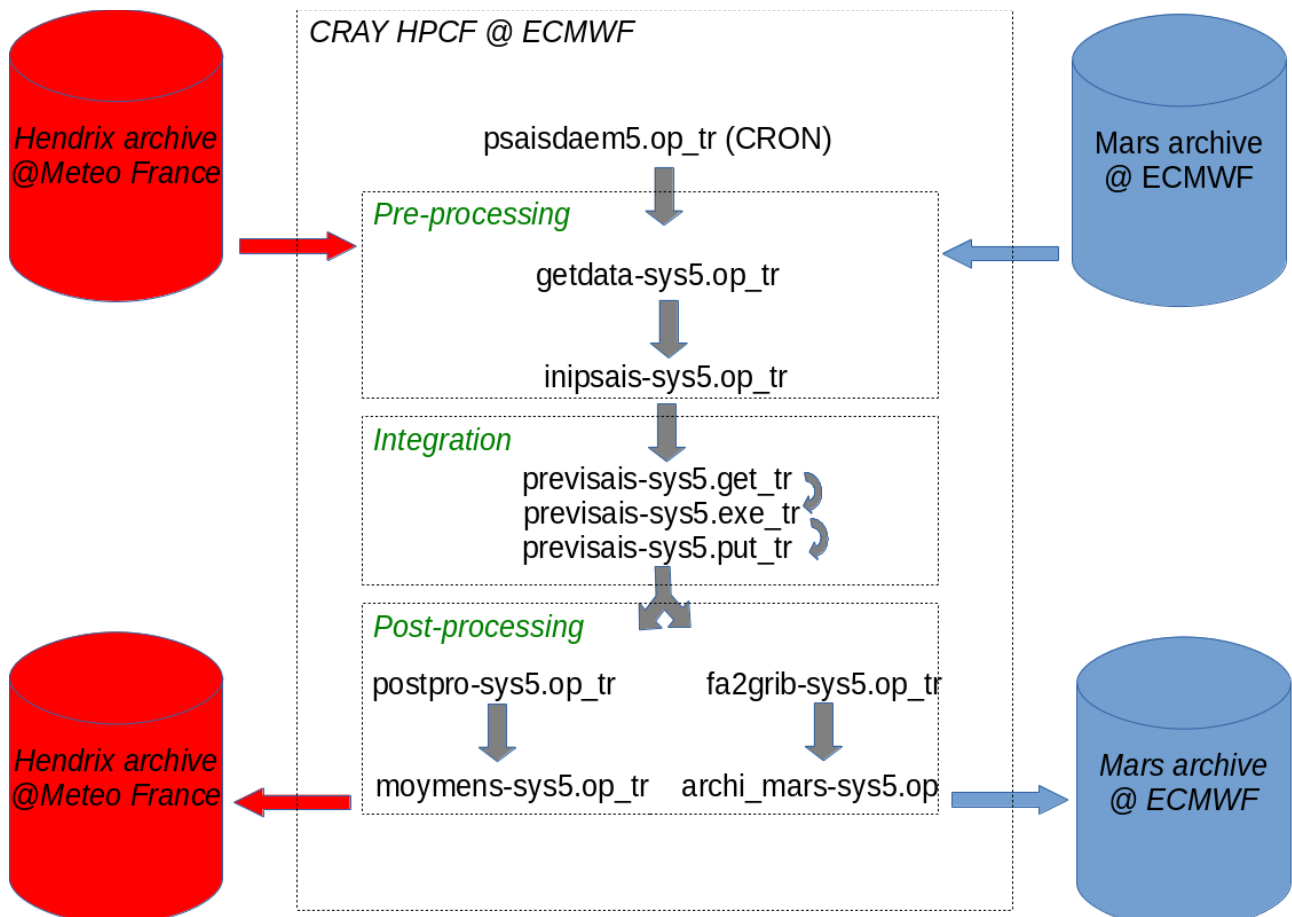 CRAY HPCF @ ECMWF
Hendrix archive
@Meteo France
Mars archive
@ ECMWF
psaisdaem5.op_tr (CRON)
Pre-processing
getdata-sys5.op_tr
inipsais-sys5.op_tr
Integration
previsais-sys5.get_tr
previsais-sys5.exe_tr
previsais-sys5.put_tr
Post-processing
postpro-sys5.op_tr
fa2grib-sys5.op_tr
moymens-sys5.op_tr
archi_mars-sys5.op
Hendrix archive
@Meteo France
Mars archive
@ ECMWF